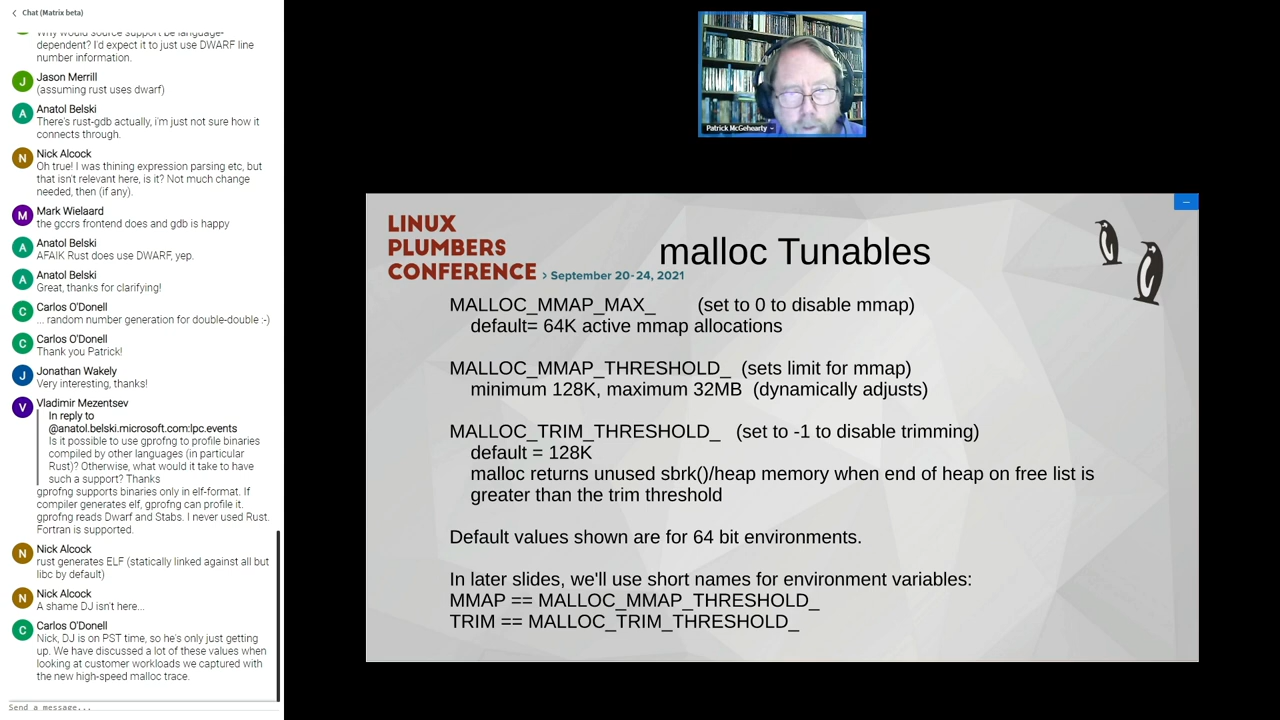 Chat (Matrix beta)
Why would source support be language-
dependent? I'd expect it to just use DWARF line
number information.
J
Jason Merrill
(assuming rust uses dwarf)
A
Anatol Belski
There's rust-gdb actually, i'm just not sure how it
connects through.
N
Nick Alcock
Oh true! I was thining expression parsing etc, but
that isn't relevant here, is it? Not much change
needed, then (if any).
M
Mark Wielaard
the gccrs frontend does and gdb is happy
A
Anatol Belski
AFAIK Rust does use DWARF, yep.
A
Anatol Belski
Great, thanks for clarifying!
C
Carlos O'Donell
... random number generation for double-double :-)
C
Carlos O'Donell
Thank you Patrick!
J
Jonathan Wakely
Very interesting, thanks!
V
Vladimir Mezentsev
In reply to
@anatol.belski.microsoft.com:lpc.events
Is it possible to use gprofng to profile binaries
compiled by other languages (in particular
Rust)? Otherwise, what would it take to have
such a support? Thanks
gprofng supports binaries only in elf-format. If
compiler generates elf, gprofng can profile it.
gprofng reads Dwarf and Stabs. I never used Rust.
Fortran is supported.
N
Nick Alcock
rust generates ELF (statically linked against all but
libc by default)
N
Nick Alcock
A shame DJ isn't here...
C
Carlos O'Donell
Nick, DJ is on PST time, so he's only just getting
up. We have discussed a lot of these values when
looking at customer workloads we captured with
the new high-speed malloc trace.
Send a message...
Patrick McGehearty
LINUX
PLUMBERS
CONFERENCE > September 20-24, 2021
malloc Tunables
MALLOC_MMAP_MAX_ (set to 0 to disable mmap)
default= 64K active mmap allocations
MALLOC_MMAP_THRESHOLD_ (sets limit for mmap)
minimum 128K, maximum 32MB (dynamically adjusts)
MALLOC_TRIM_THRESHOLD_ (set to -1 to disable trimming)
default = 128K
malloc returns unused sbrk()/heap memory when end of heap on free list is
greater than the trim threshold
Default values shown are for 64 bit environments.
In later slides, we'll use short names for environment variables:
MMAP == MALLOC_MMAP_THRESHOLD_
TRIM == MALLOC_TRIM_THRESHOLD_